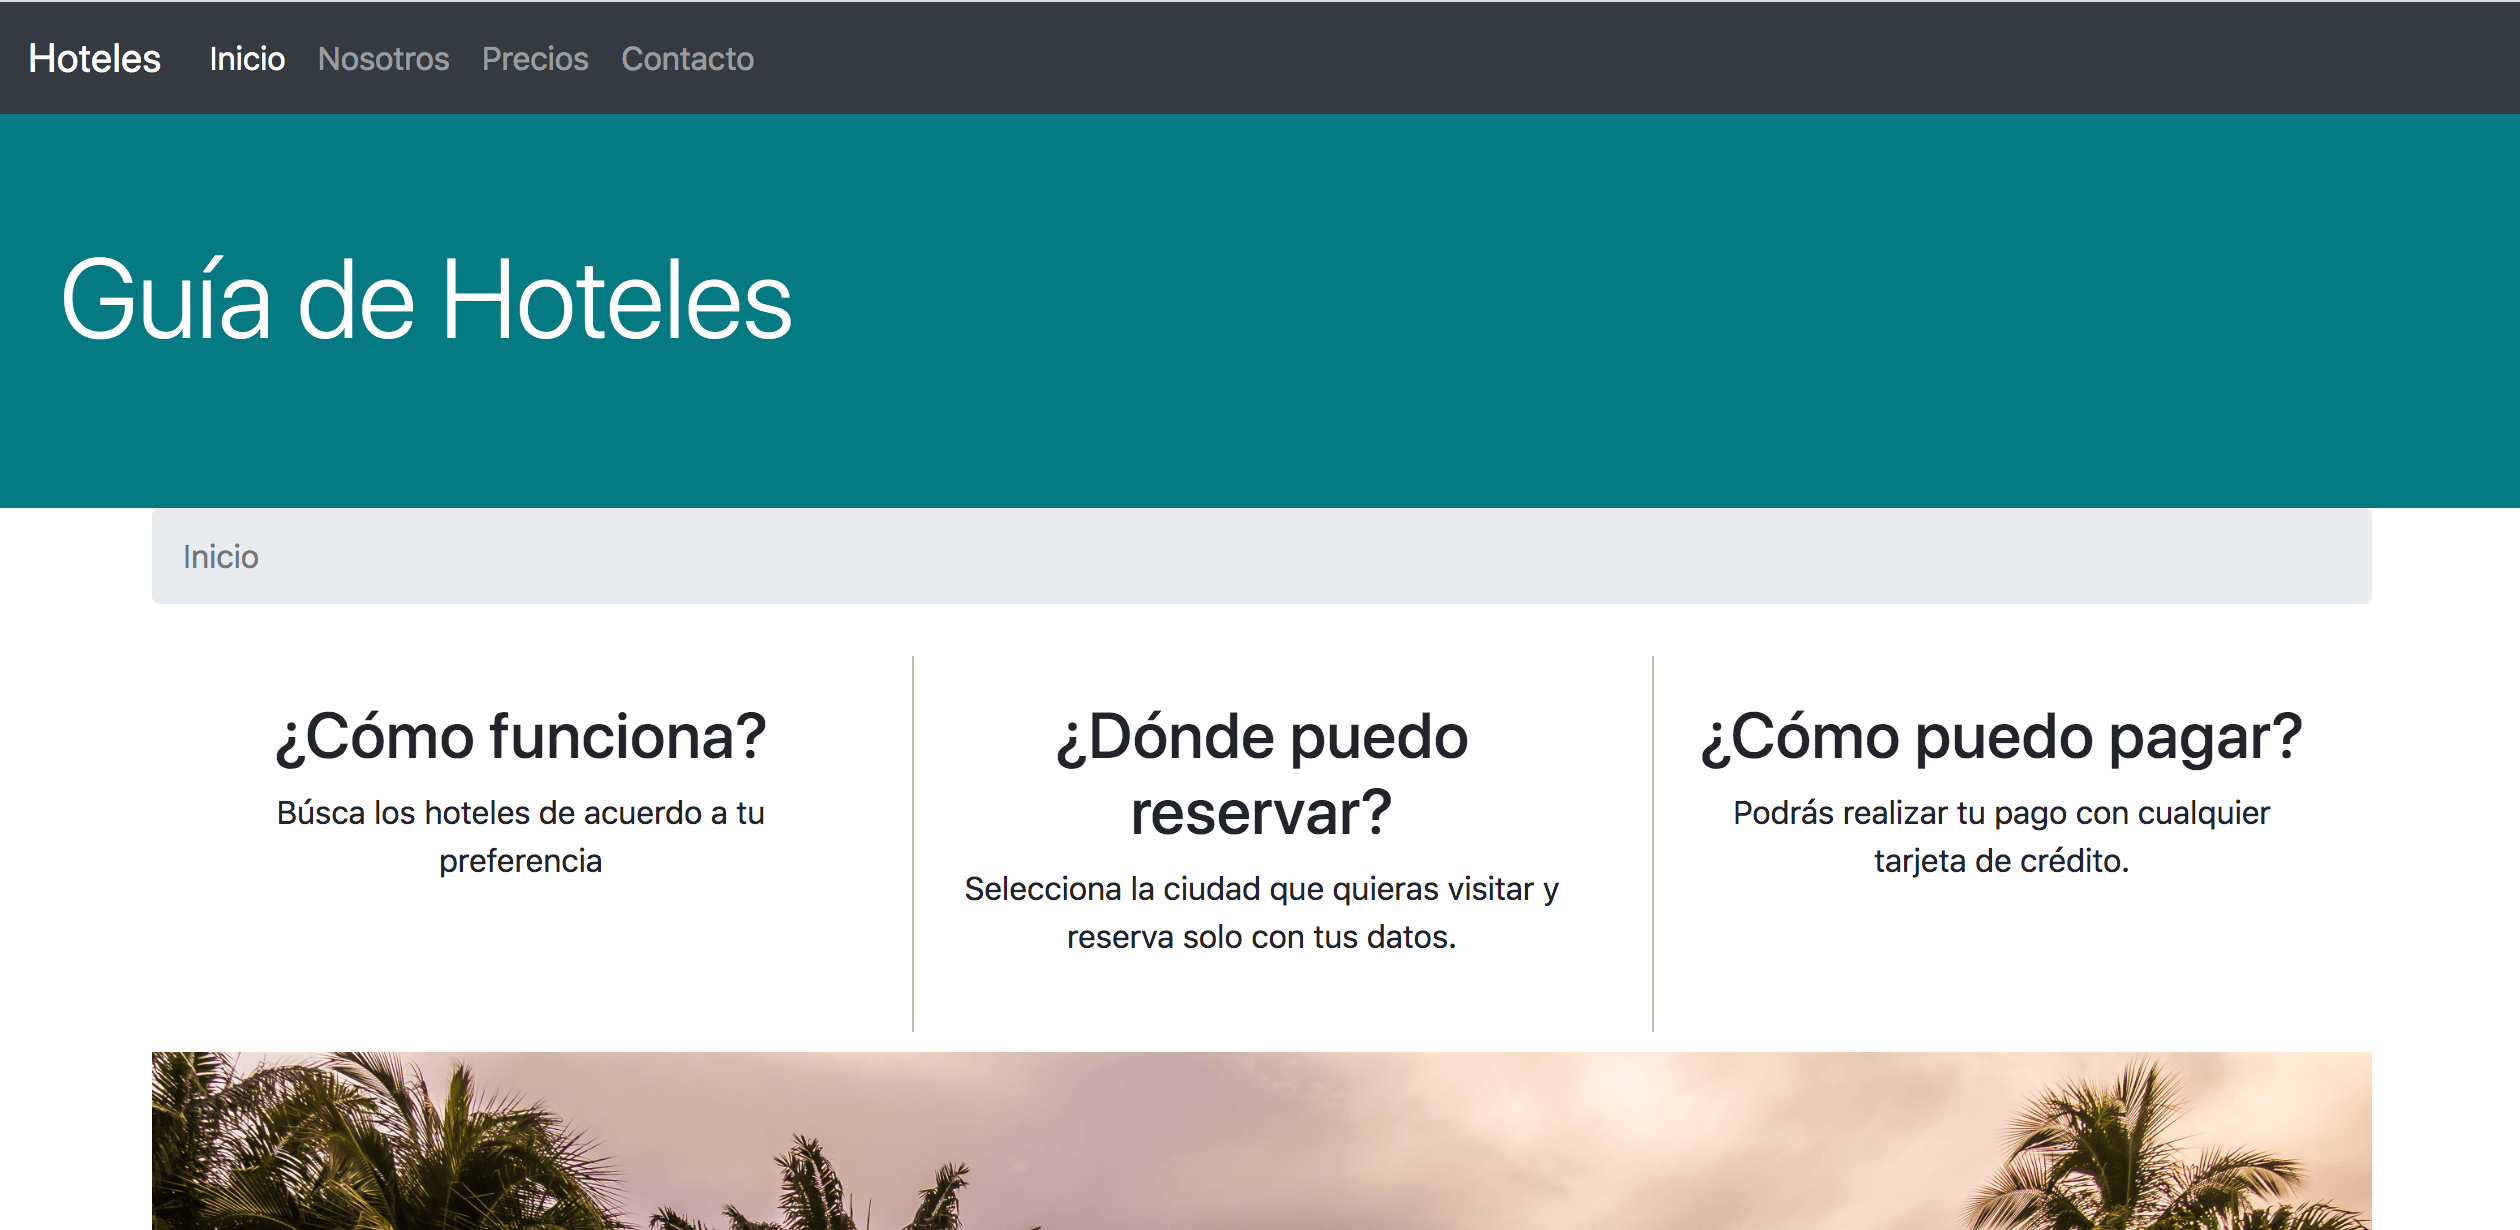 Hoteles Inicio Nosotros Precios Contacto
Guía de Hoteles
Inicio
¿Cómo funciona?
Búsca los hoteles de acuerdo a tu
preferencia
¿Dónde puedo
reservar?
Selecciona la ciudad que quieras visitar y
reserva solo con tus datos.
¿Cómo puedo pagar?
Podrás realizar tu pago con cualquier
tarjeta de crédito.